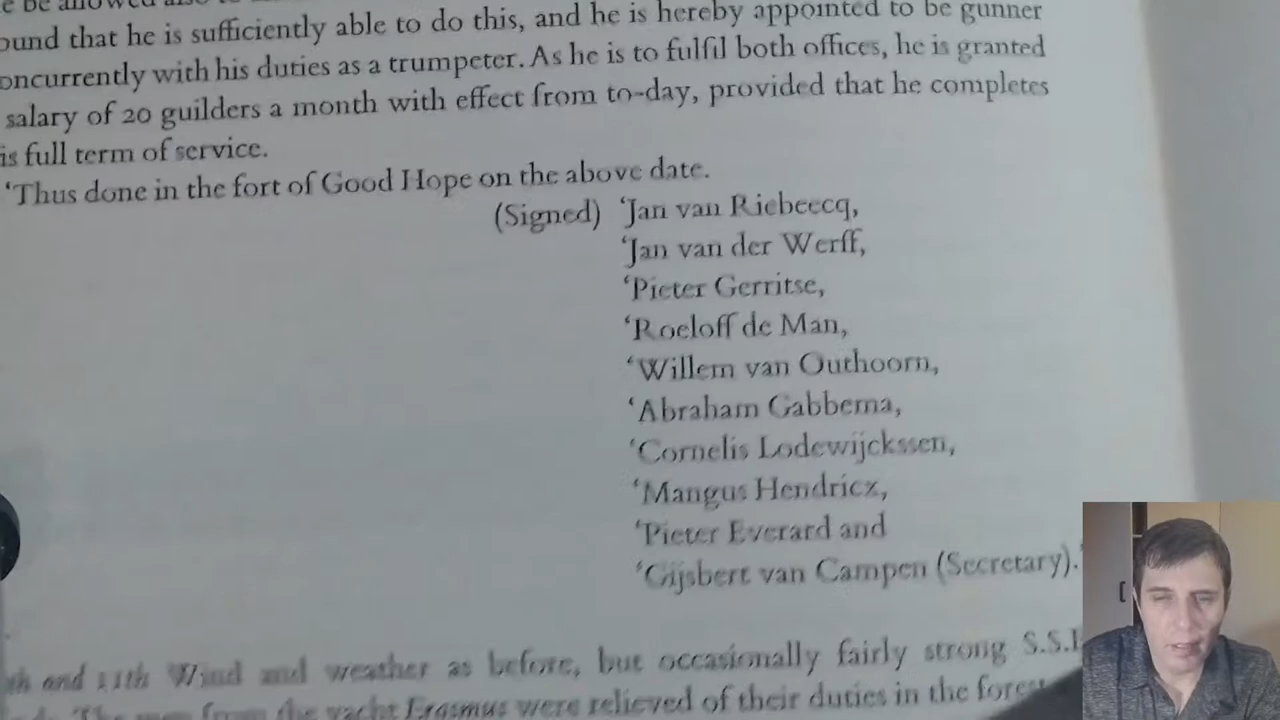 be allowed also to
ound that he is sufficiently able to do this, and he is hereby appointed to be gunner
oncurrently with his duties as a trumpeter. As he is to fulfil both offices, he is granted
salary of 20 guilders a month with effect from to-day, provided that he completes
is full term of service.
‘Thus done in the fort of Good Hope on the above date.
(Signed) ‘Jan van Riebeecq,
‘Jan van der Werff,
‘Pieter Gerritse,
‘Roeloff de Man,
‘Willem van Outhoorn,
‘Abraham Gabbema,
‘Cornelis Lodewijckssen,
‘Mangus Hendricx,
‘Pieter Everard and
‘Gijsbert van Campen (Secretary).’
th and 11th Wind and weather as before, but occasionally fairly strong S.S.E
The men from the yacht Erasmus were relieved of their duties in the forest